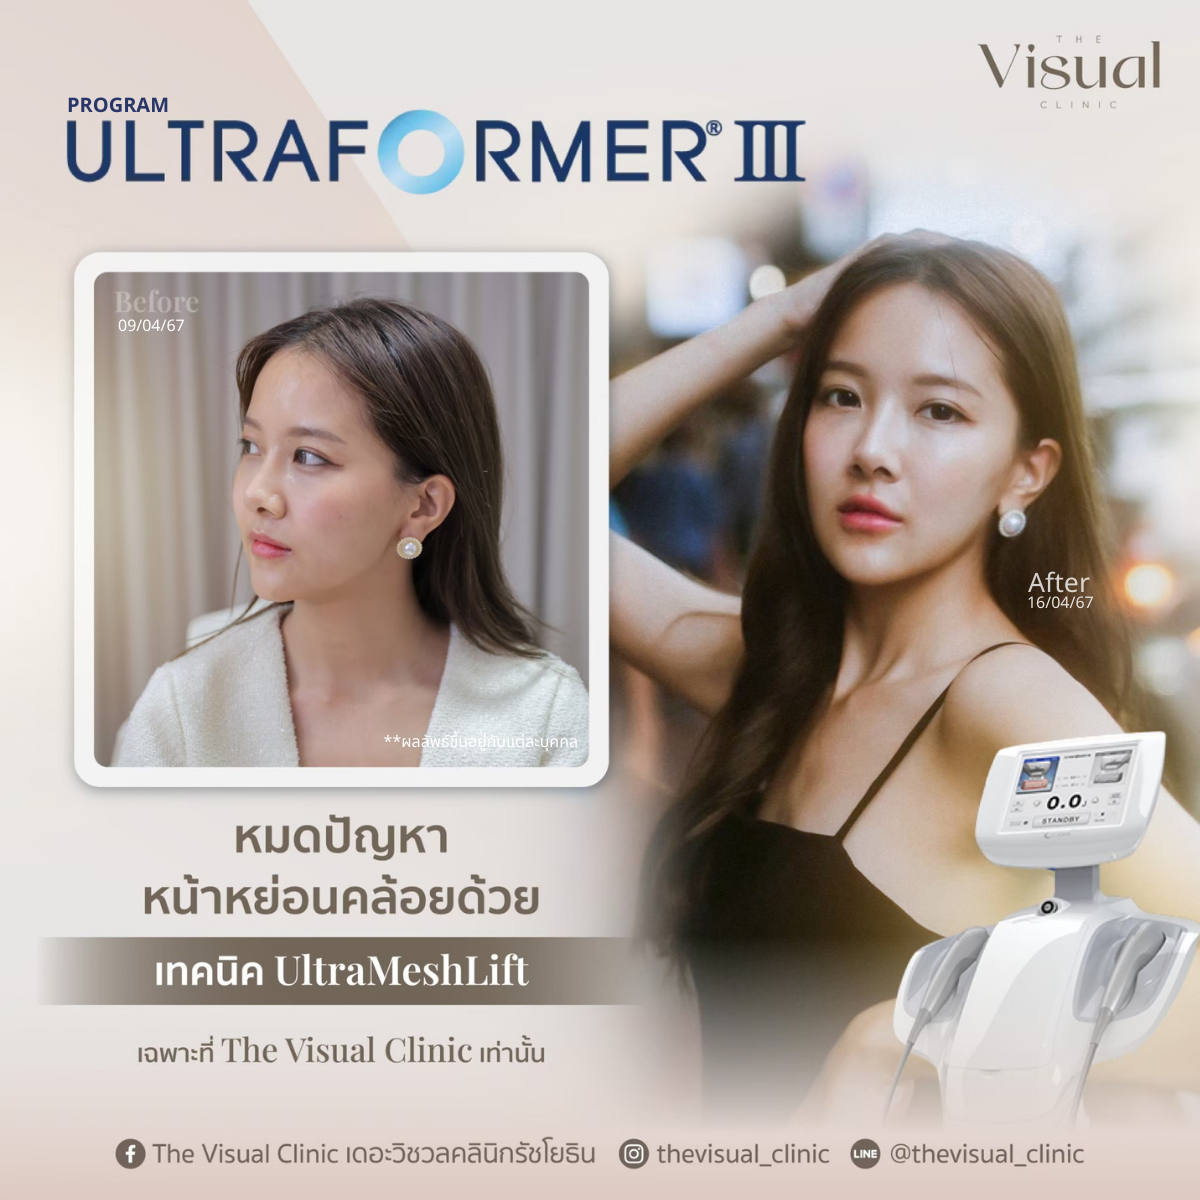 THE
Visual
CLINIC
PROGRAM
ULTRAFORMER® III
Before
09/04/67
After
16/04/67
**ผลลัพธ์ขึ้นอยู่กับแต่ละบุคคล
0.0
STANDBY
หมดปัญหา
หน้าหย่อนคล้อยด้วย
เทคนิค UltraMeshLift
เฉพาะที่ The Visual Clinic เท่านั้น
The Visual Clinic เดอะวิชวลคลินิกรัชโยธิน thevisual_clinic LINE @thevisual_clinic